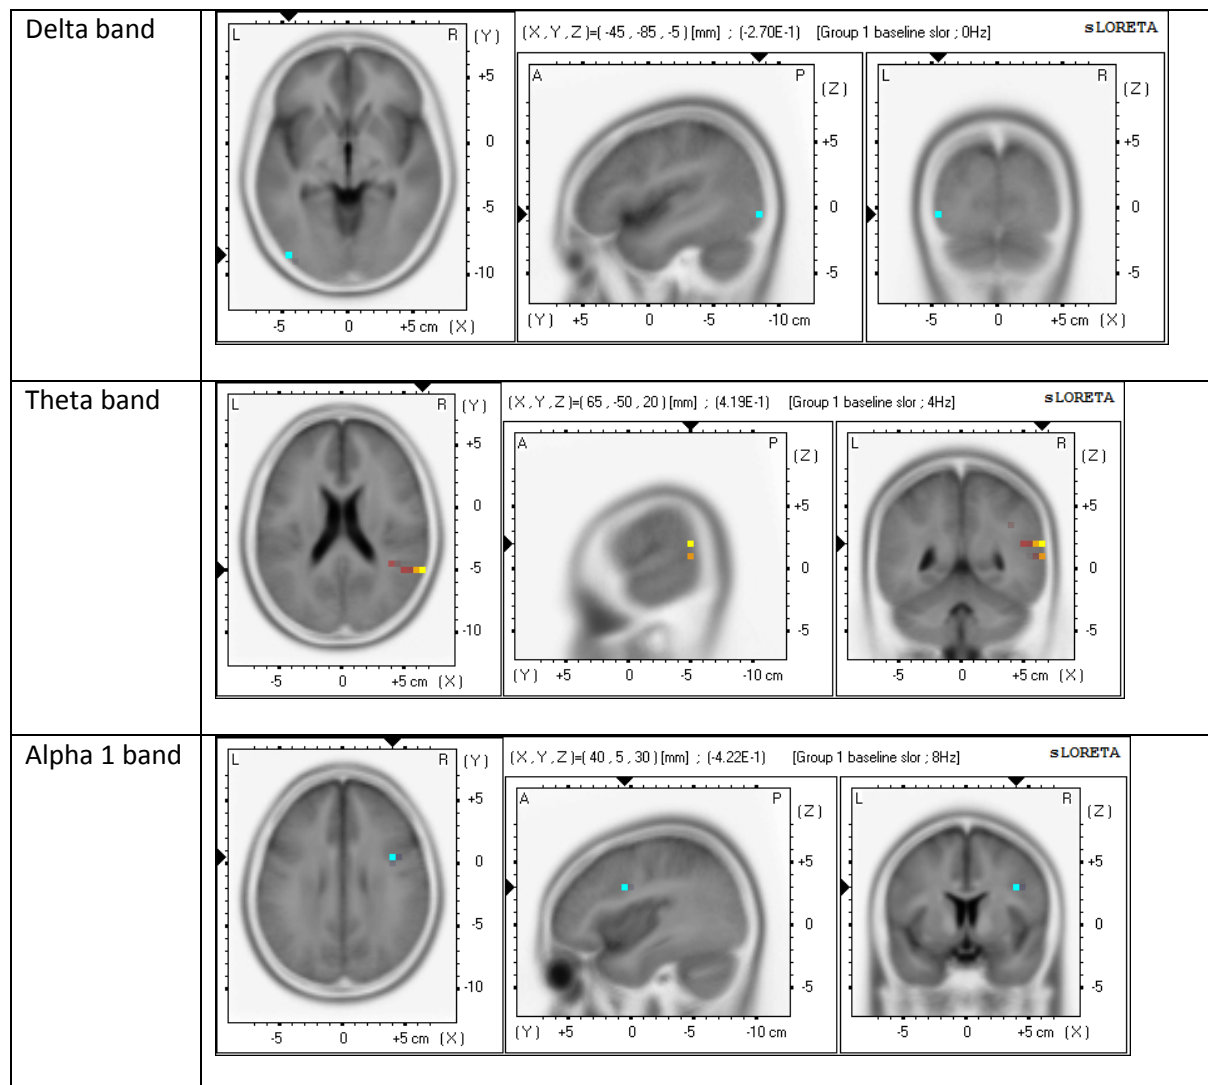 Delta band
(X, Y, Z)=( -45, -85, -5) [mm] ; (-2.70E-1) [Group 1 baseline slor ; 0Hz] sLORETA
L R (Y)
+5
0
-5
-10
-5 0 +5 cm (X)
A P (Z)
+5
0
-5
(Y) +5 0 -5 -10 cm
L R (Z)
+5
0
-5
-5 0 +5 cm (X)
Theta band
(X, Y, Z)=( 65, -50, 20) [mm] ; (4.19E-1) [Group 1 baseline slor ; 4Hz] sLORETA
L R (Y)
+5
0
-5
-10
-5 0 +5 cm (X)
A P (Z)
+5
0
-5
(Y) +5 0 -5 -10 cm
L R (Z)
+5
0
-5
-5 0 +5 cm (X)
Alpha 1 band
(X, Y, Z)=( 40, 5, 30) [mm] ; (-4.22E-1) [Group 1 baseline slor ; 8Hz] sLORETA
L R (Y)
+5
0
-5
-10
-5 0 +5 cm (X)
A P (Z)
+5
0
-5
(Y) +5 0 -5 -10 cm
L R (Z)
+5
0
-5
-5 0 +5 cm (X)